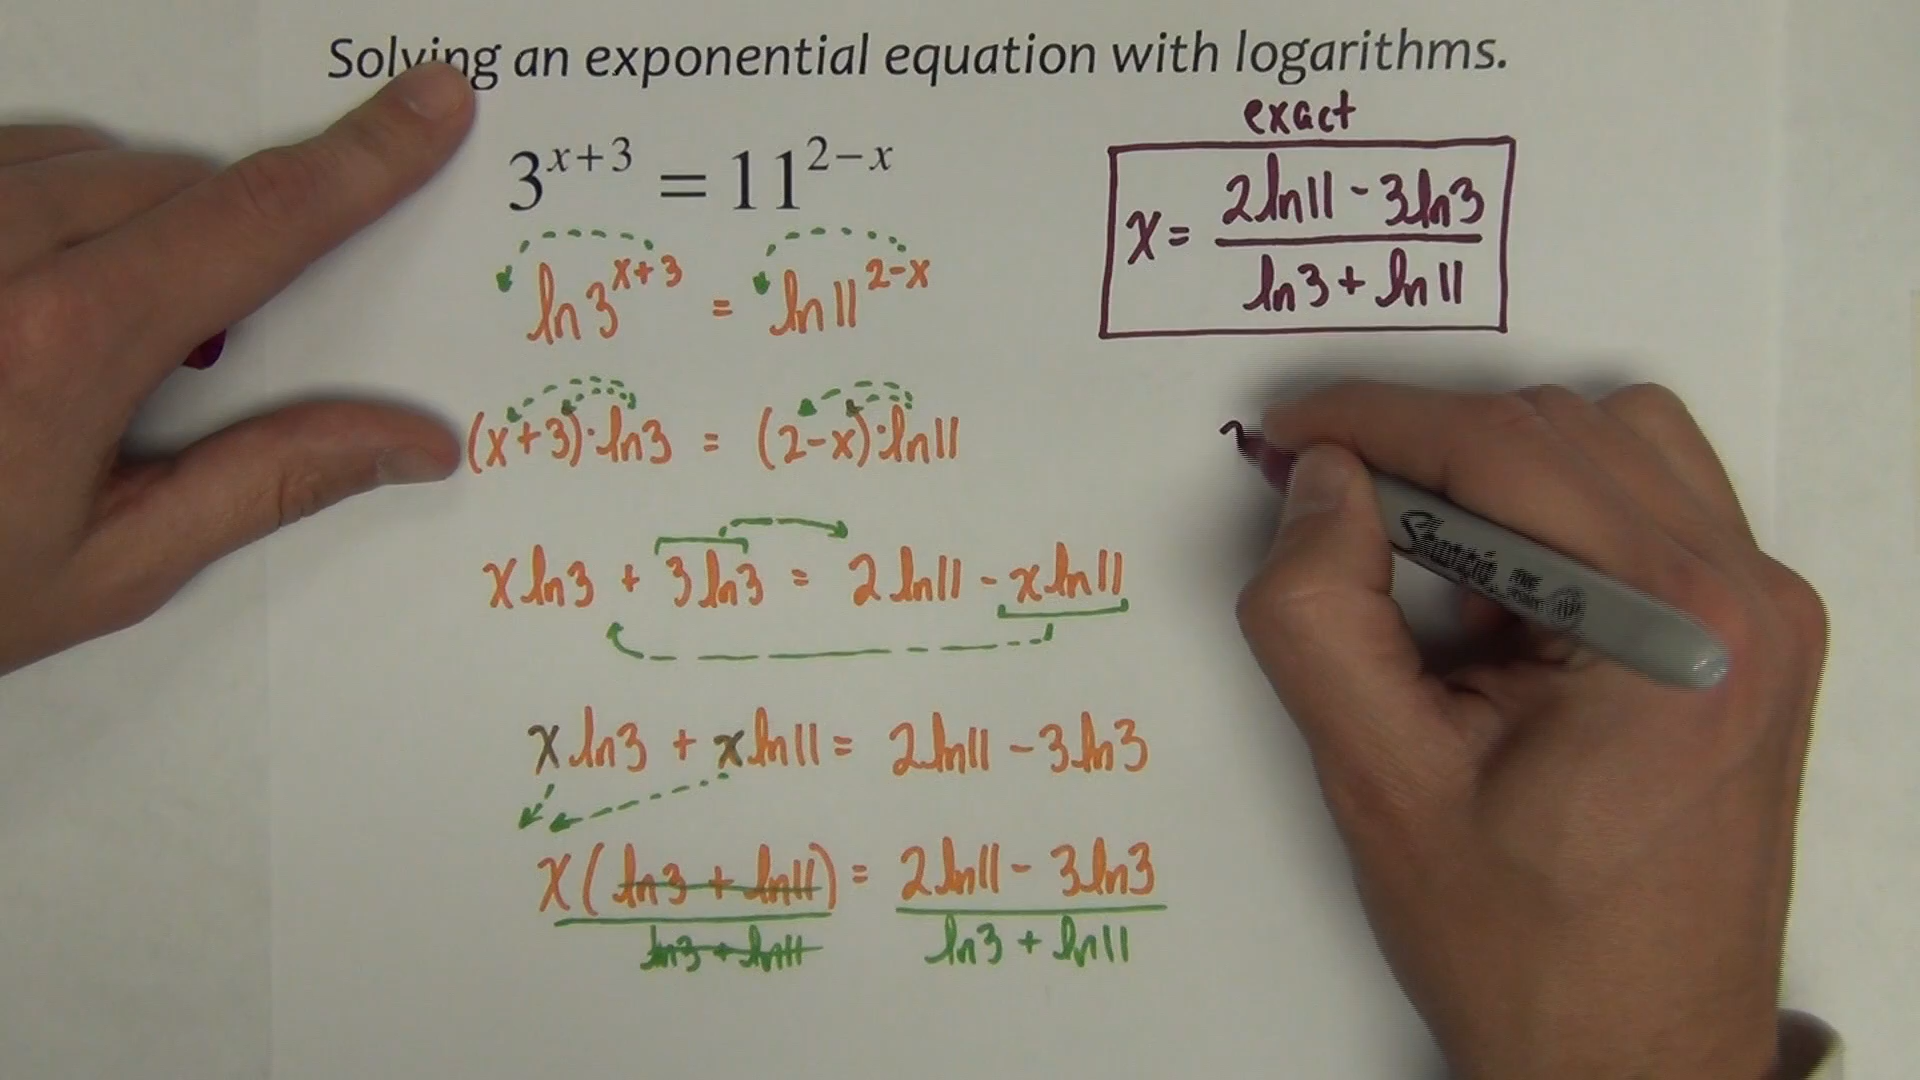 Solving an exponential equation with logarithms.
3^{x+3} = 11^{2-x}
ln3^{x+3} = ln11^{2-x}
(x+3)·ln3 = (2-x)·ln11
xln3 + 3ln3 = 2ln11 - xln11
xln3 + xln11 = 2ln11 - 3ln3
x(ln3 + ln11) = 2ln11 - 3ln3
ln3 + ln11 ln3 + ln11
exact
x = 2ln11 - 3ln3
ln3 + ln11
Sharpie